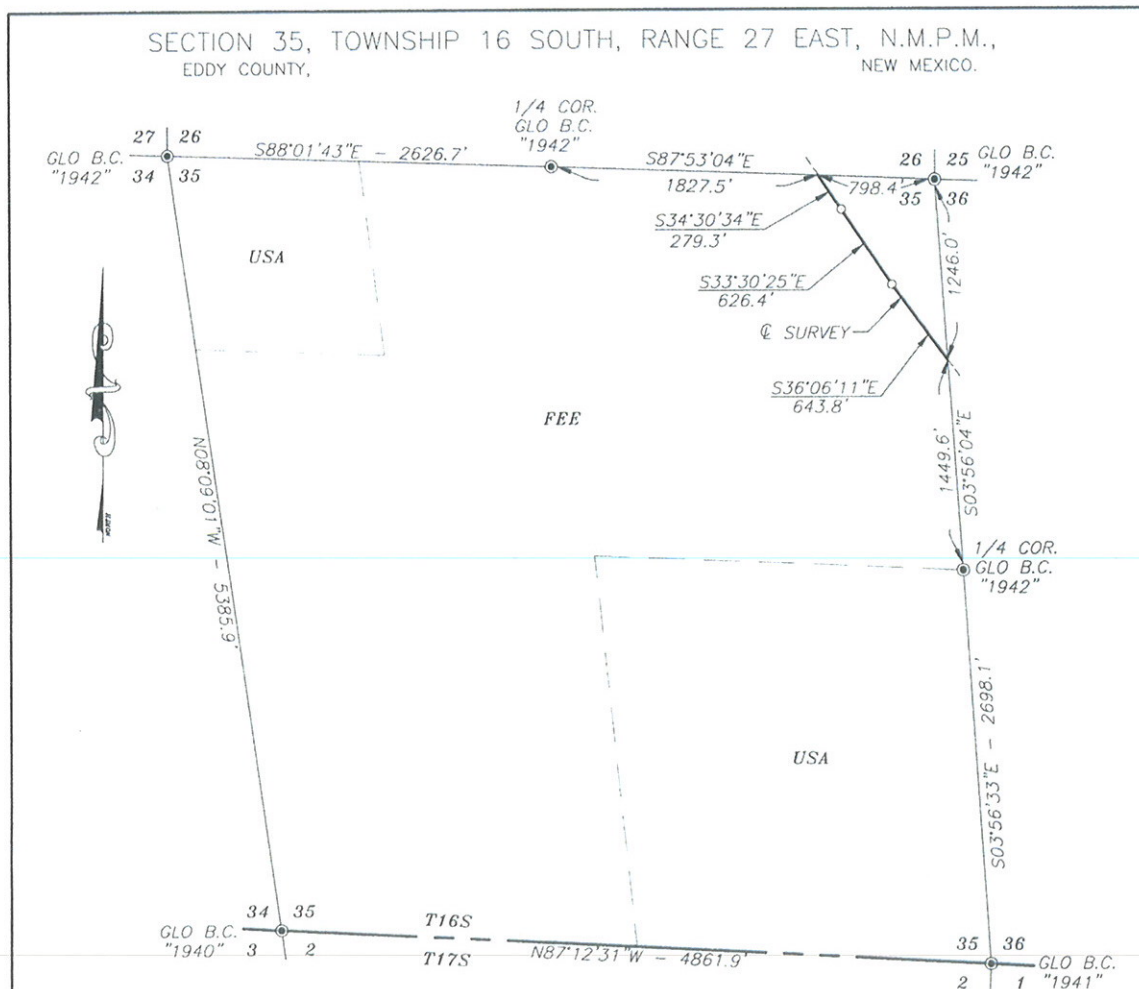 SECTION 35, TOWNSHIP 16 SOUTH, RANGE 27 EAST, N.M.P.M.,
EDDY COUNTY, NEW MEXICO.
1/4 COR.
GLO B.C.
"1942"
27 26
GLO B.C.
"1942"
34 35
S88°01'43"E - 2626.7'
S87°53'04"E
1827.5'
798.4'
26 25
GLO B.C.
"1942"
35 36
S34°30'34"E
279.3'
USA
S33°30'25"E
626.4'
1246.0'
℄ SURVEY
S36°06'11"E
643.8'
FEE
N08°09'01"W - 5385.9'
1449.6'
S03°56'04"E
1/4 COR.
GLO B.C.
"1942"
USA
S03°56'33"E - 2698.1'
34 35
GLO B.C.
"1940"
3 2
T16S
T17S
N87°12'31"W - 4861.9'
35 36
GLO B.C.
"1941"
2 1